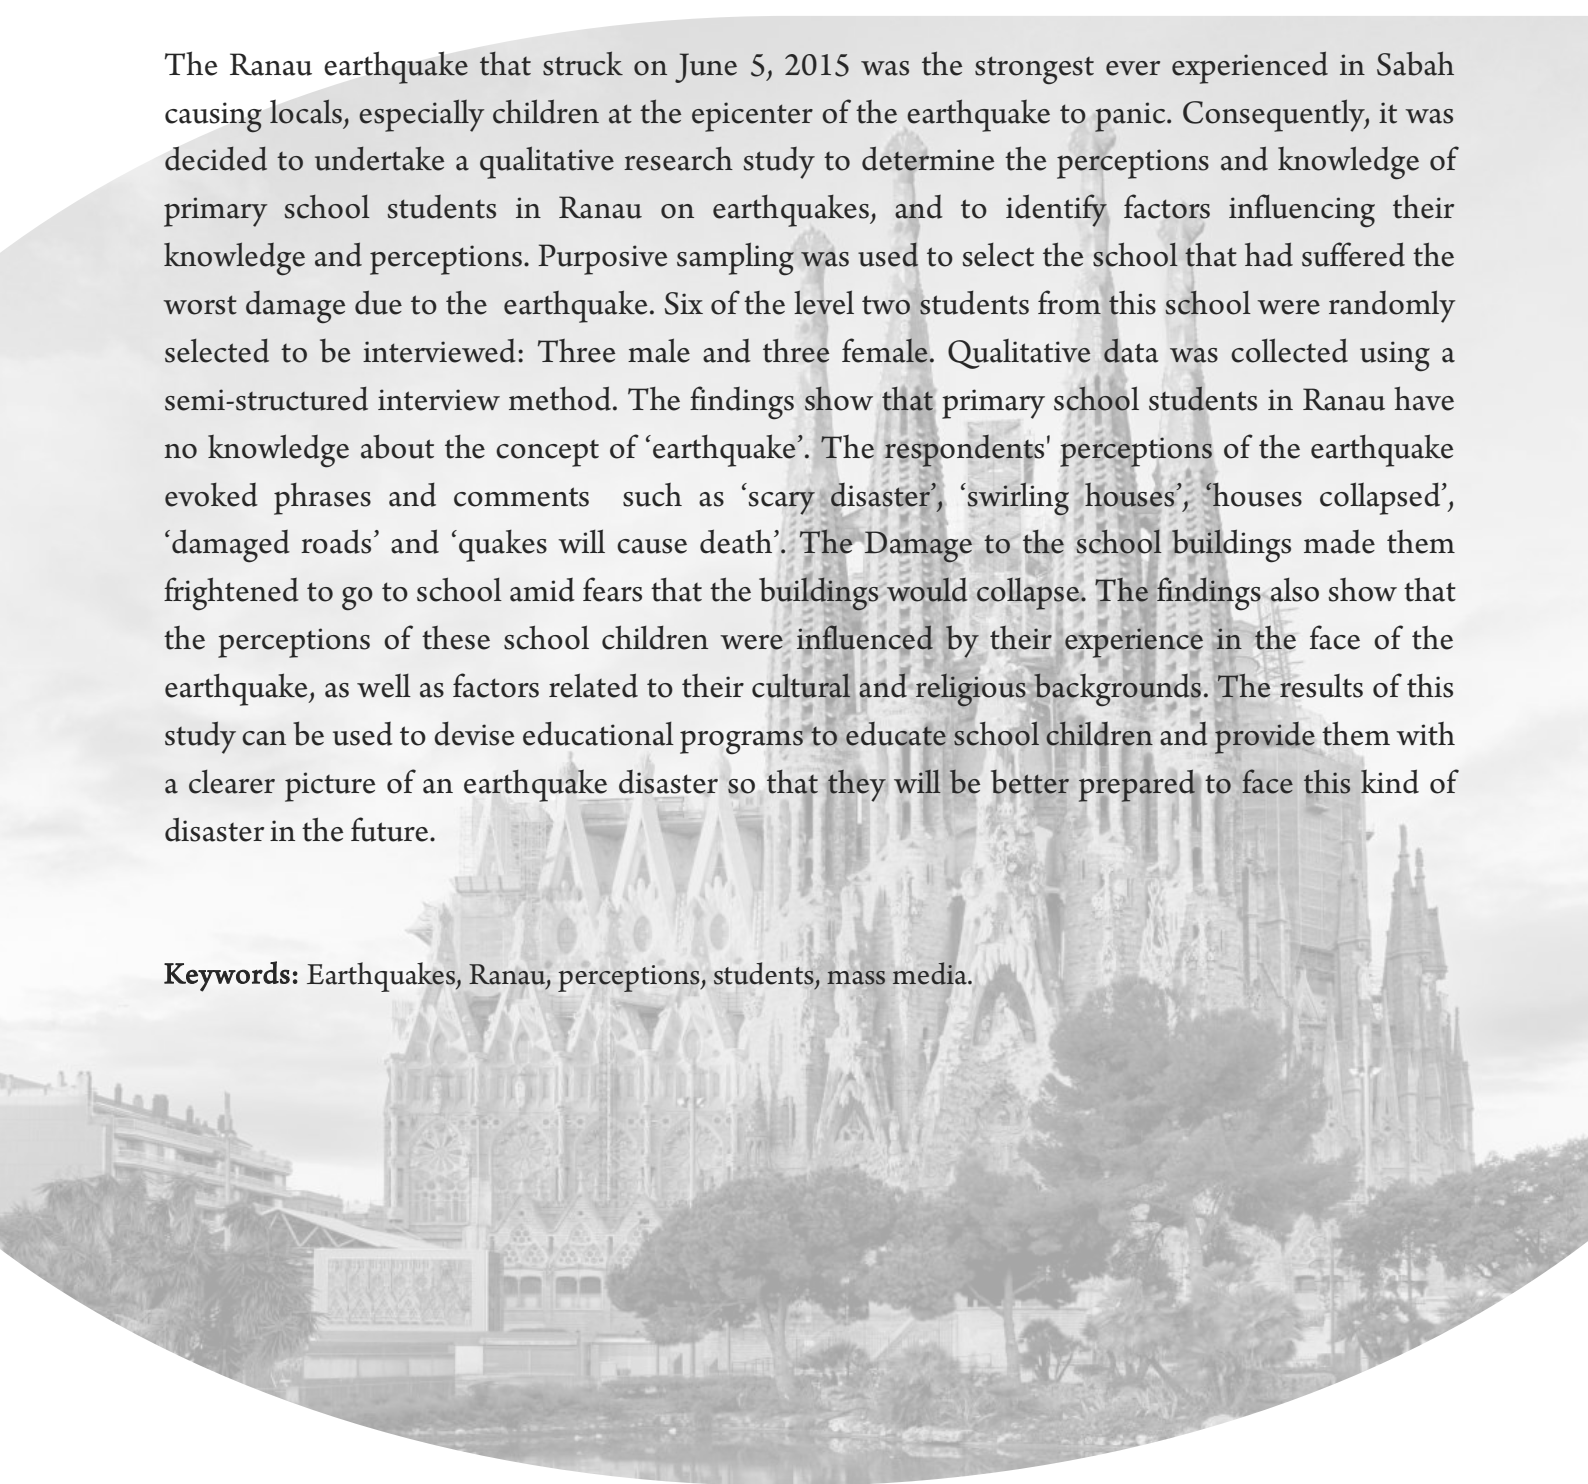 The Ranau earthquake that struck on June 5, 2015 was the strongest ever experienced in Sabah
causing locals, especially children at the epicenter of the earthquake to panic. Consequently, it was
decided to undertake a qualitative research study to determine the perceptions and knowledge of
primary school students in Ranau on earthquakes, and to identify factors influencing their
knowledge and perceptions. Purposive sampling was used to select the school that had suffered the
worst damage due to the earthquake. Six of the level two students from this school were randomly
selected to be interviewed: Three male and three female. Qualitative data was collected using a
semi-structured interview method. The findings show that primary school students in Ranau have
no knowledge about the concept of ‘earthquake’. The respondents' perceptions of the earthquake
evoked phrases and comments such as ‘scary disaster’, ‘swirling houses’, ‘houses collapsed’,
‘damaged roads’ and ‘quakes will cause death’. The Damage to the school buildings made them
frightened to go to school amid fears that the buildings would collapse. The findings also show that
the perceptions of these school children were influenced by their experience in the face of the
earthquake, as well as factors related to their cultural and religious backgrounds. The results of this
study can be used to devise educational programs to educate school children and provide them with
a clearer picture of an earthquake disaster so that they will be better prepared to face this kind of
disaster in the future.
Keywords: Earthquakes, Ranau, perceptions, students, mass media.